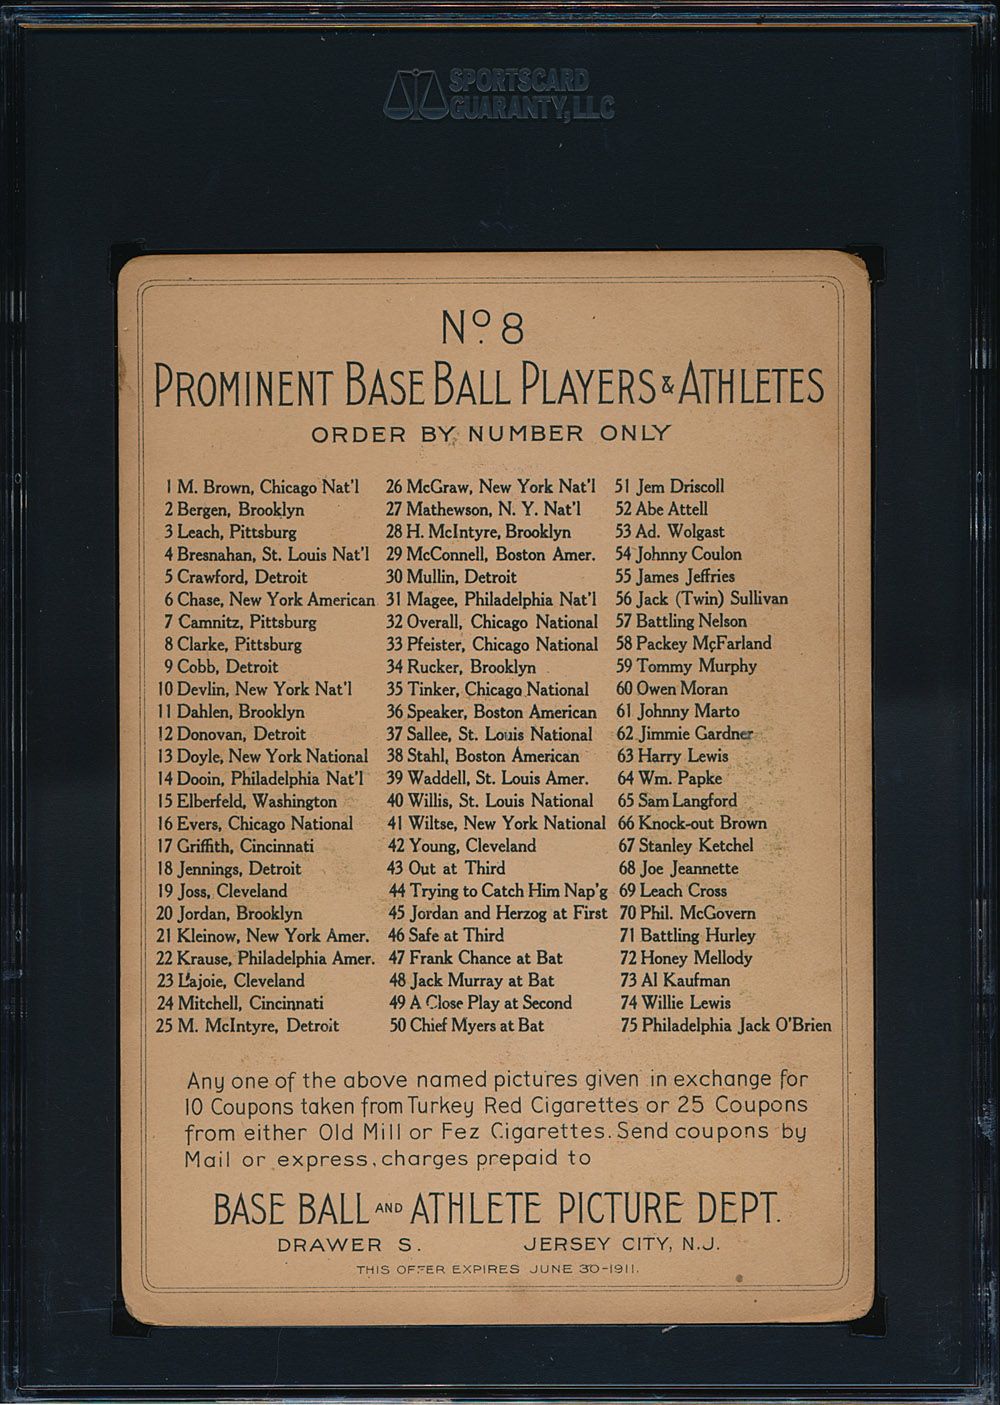 SPORTSCARD
GUARANTY, LLC
No. 8
PROMINENT BASE BALL PLAYERS & ATHLETES
ORDER BY NUMBER ONLY
1 M. Brown, Chicago Nat'l
2 Bergen, Brooklyn
3 Leach, Pittsburg
4 Bresnahan, St. Louis Nat'l
5 Crawford, Detroit
6 Chase, New York American
7 Camnitz, Pittsburg
8 Clarke, Pittsburg
9 Cobb, Detroit
10 Devlin, New York Nat'l
11 Dahlen, Brooklyn
12 Donovan, Detroit
13 Doyle, New York National
14 Dooin, Philadelphia Nat'l
15 Elberfeld, Washington
16 Evers, Chicago National
17 Griffith, Cincinnati
18 Jennings, Detroit
19 Joss, Cleveland
20 Jordan, Brooklyn
21 Kleinow, New York Amer.
22 Krause, Philadelphia Amer.
23 Lajoie, Cleveland
24 Mitchell, Cincinnati
25 M. McIntyre, Detroit
26 McGraw, New York Nat'l
27 Mathewson, N. Y. Nat'l
28 H. McIntyre, Brooklyn
29 McConnell, Boston Amer.
30 Mullin, Detroit
31 Magee, Philadelphia Nat'l
32 Overall, Chicago National
33 Pfeister, Chicago National
34 Rucker, Brooklyn
35 Tinker, Chicago National
36 Speaker, Boston American
37 Sallee, St. Louis National
38 Stahl, Boston American
39 Waddell, St. Louis Amer.
40 Willis, St. Louis National
41 Wiltse, New York National
42 Young, Cleveland
43 Out at Third
44 Trying to Catch Him Nap'g
45 Jordan and Herzog at First
46 Safe at Third
47 Frank Chance at Bat
48 Jack Murray at Bat
49 A Close Play at Second
50 Chief Myers at Bat
51 Jem Driscoll
52 Abe Attell
53 Ad. Wolgast
54 Johnny Coulon
55 James Jeffries
56 Jack (Twin) Sullivan
57 Battling Nelson
58 Packey McFarland
59 Tommy Murphy
60 Owen Moran
61 Johnny Marto
62 Jimmie Gardner
63 Harry Lewis
64 Wm. Papke
65 Sam Langford
66 Knock-out Brown
67 Stanley Ketchel
68 Joe Jeannette
69 Leach Cross
70 Phil. McGovern
71 Battling Hurley
72 Honey Mellody
73 Al Kaufman
74 Willie Lewis
75 Philadelphia Jack O'Brien
Any one of the above named pictures given in exchange for
10 Coupons taken from Turkey Red Cigarettes or 25 Coupons
from either Old Mill or Fez Cigarettes. Send coupons by
Mail or express, charges prepaid to
BASE BALL AND ATHLETE PICTURE DEPT.
DRAWER S. JERSEY CITY, N.J.
THIS OFFER EXPIRES JUNE 30-1911.